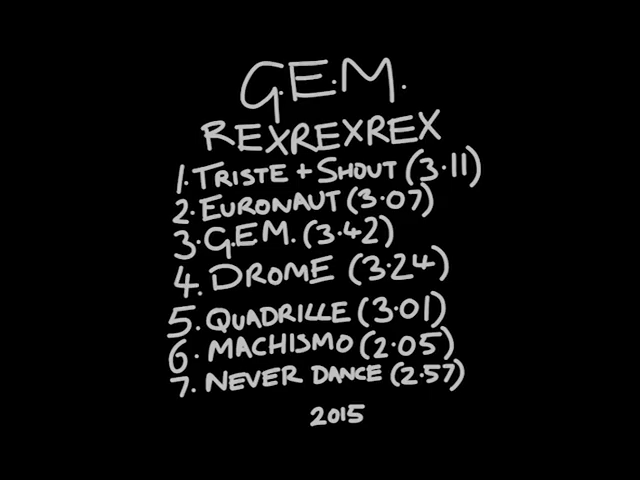 G.E.M.
REXREXREX
1. TRISTE + SHOUT (3.11)
2. EURONAUT (3.07)
3. G.E.M. (3.42)
4. DROME (3.24)
5. QUADRILLE (3.01)
6. MACHISMO (2.05)
7. NEVER DANCE (2.57)
2015